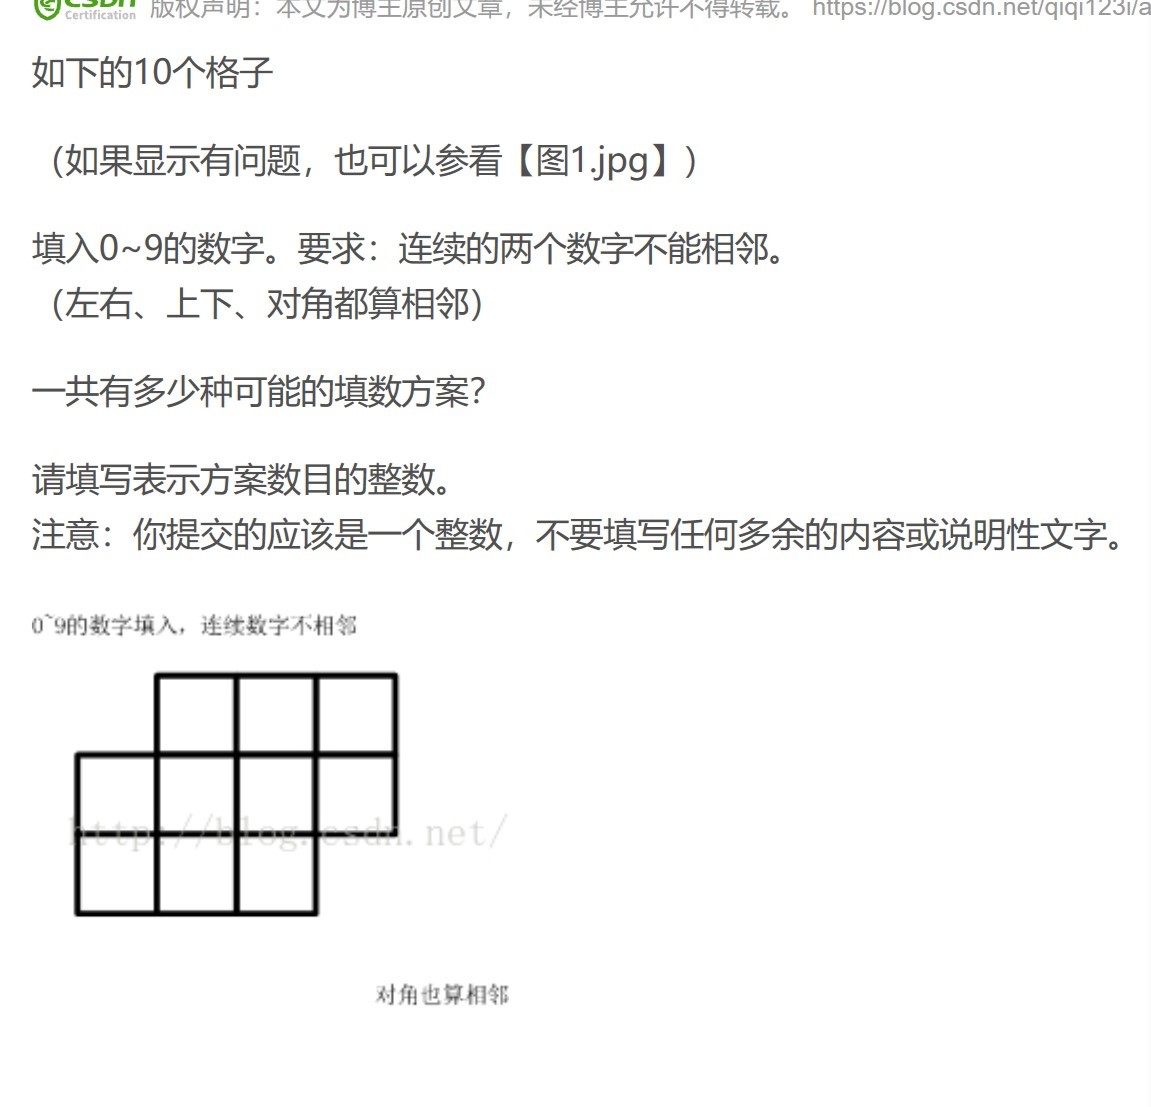 CSDN
Certification
版权声明：本文为博主原创文章，未经博主允许不得转载。 https://blog.csdn.net/qiqi123i/a
如下的10个格子
（如果显示有问题，也可以参看【图1.jpg】）
填入0~9的数字。要求：连续的两个数字不能相邻。
（左右、上下、对角都算相邻）
一共有多少种可能的填数方案？
请填写表示方案数目的整数。
注意：你提交的应该是一个整数，不要填写任何多余的内容或说明性文字。
0~9的数字填入，连续数字不相邻
http://blog.csdn.net/
对角也算相邻